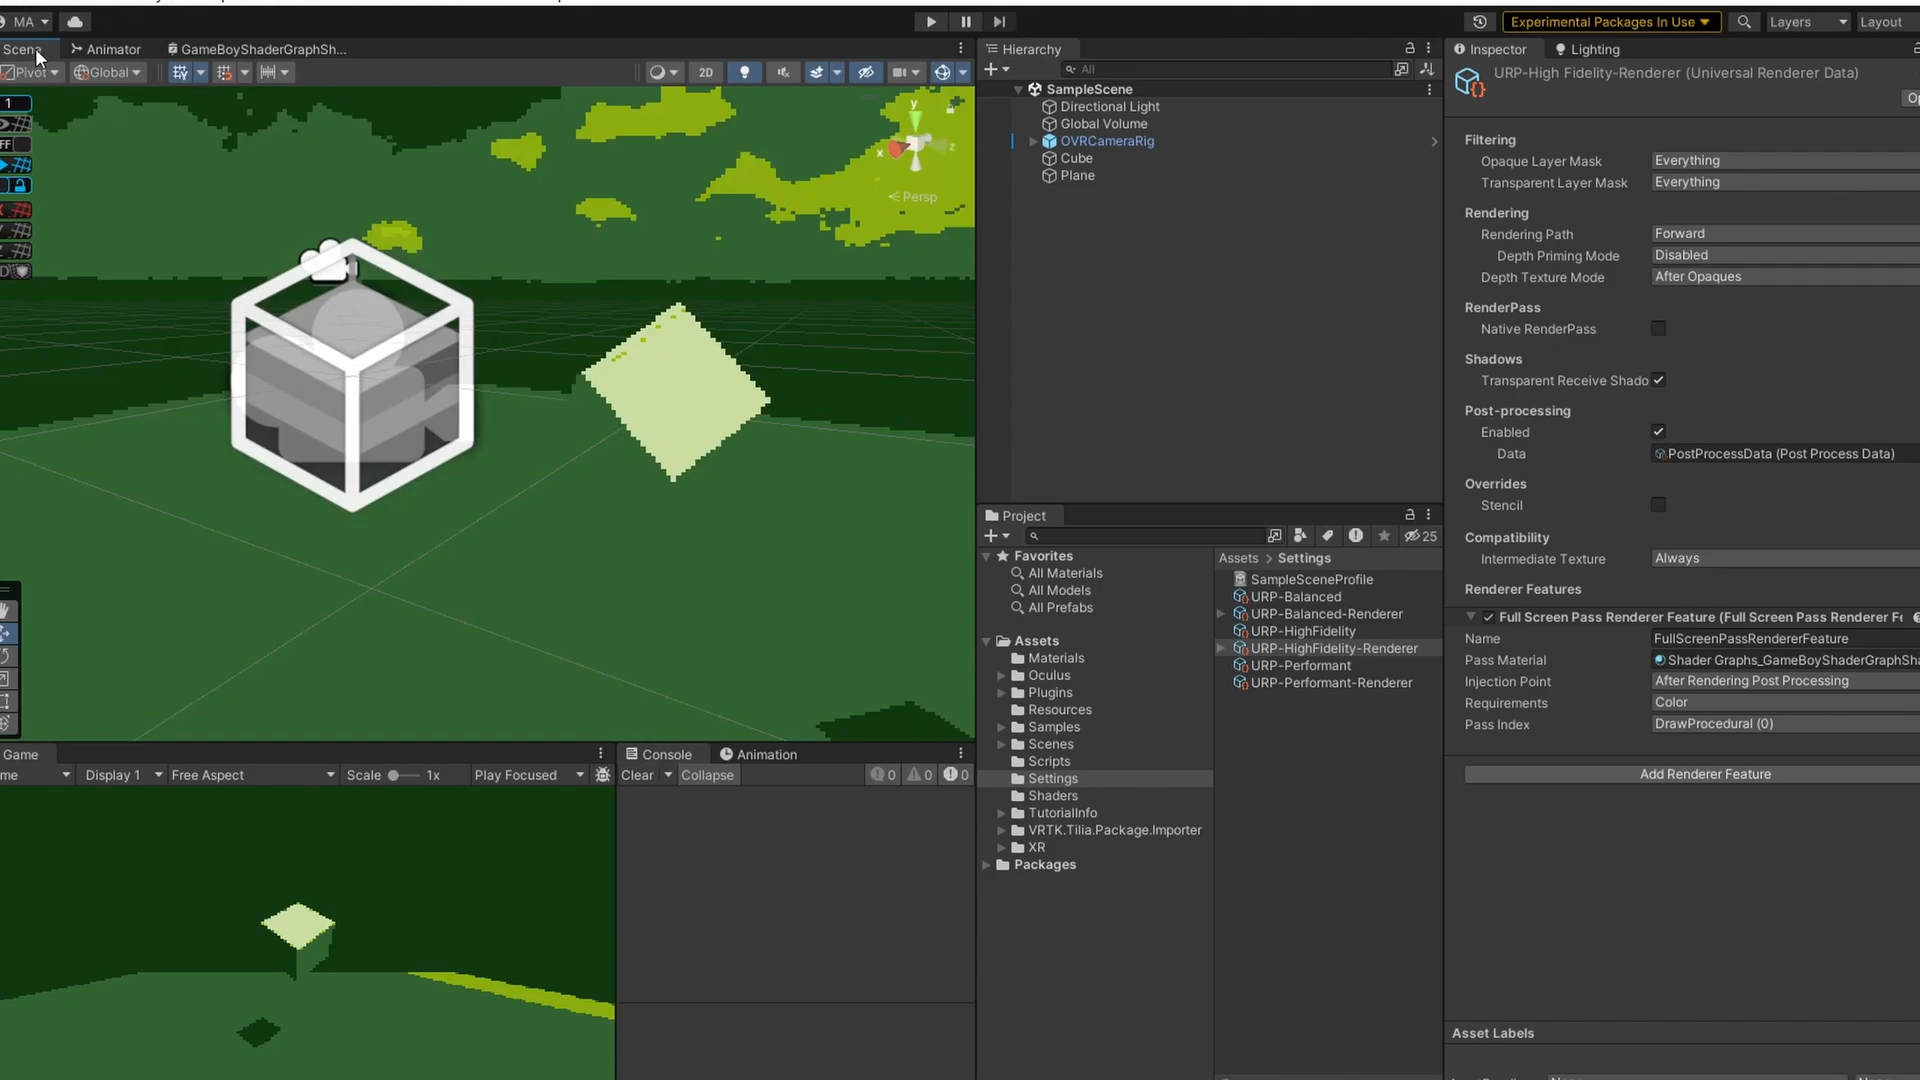 MA
Experimental Packages In Use
Layers
Layout
Scene
Animator
GameBoyShaderGraphSh...
Pivot
Global
2D
1
FF
y
x
z
Persp
Hierarchy
All
SampleScene
Directional Light
Global Volume
OVRCameraRig
Cube
Plane
Project
25
Favorites
All Materials
All Models
All Prefabs
Assets
Materials
Oculus
Plugins
Resources
Samples
Scenes
Scripts
Settings
Shaders
TutorialInfo
VRTK.Tilia.Package.Importer
XR
Packages
Assets > Settings
SampleSceneProfile
URP-Balanced
URP-Balanced-Renderer
URP-HighFidelity
URP-HighFidelity-Renderer
URP-Performant
URP-Performant-Renderer
Game
me
Display 1
Free Aspect
Scale
1x
Play Focused
Console
Animation
Clear
Collapse
0
0
0
Inspector
Lighting
URP-High Fidelity-Renderer (Universal Renderer Data)
Op
Filtering
Opaque Layer Mask
Everything
Transparent Layer Mask
Everything
Rendering
Rendering Path
Forward
Depth Priming Mode
Disabled
Depth Texture Mode
After Opaques
RenderPass
Native RenderPass
Shadows
Transparent Receive Shado
Post-processing
Enabled
Data
PostProcessData (Post Process Data)
Overrides
Stencil
Compatibility
Intermediate Texture
Always
Renderer Features
Full Screen Pass Renderer Feature (Full Screen Pass Renderer Fe
Name
FullScreenPassRendererFeature
Pass Material
Shader Graphs_GameBoyShaderGraphSha
Injection Point
After Rendering Post Processing
Requirements
Color
Pass Index
DrawProcedural (0)
Add Renderer Feature
Asset Labels